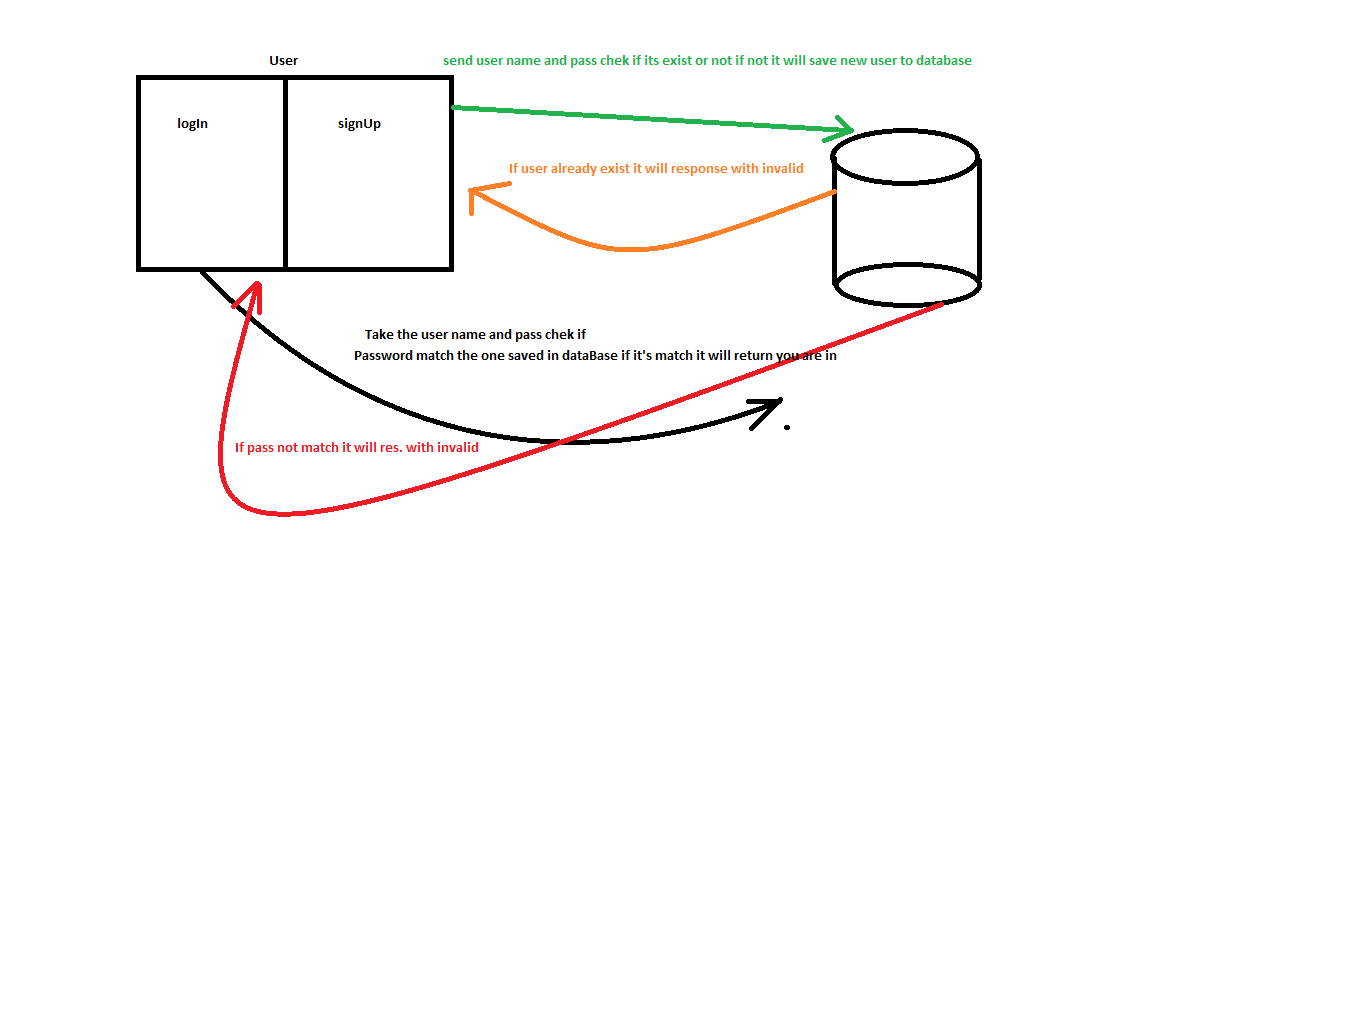 User
send user name and pass chek if its exist or not if not it will save new user to database
logIn
signUp
If user already exist it will response with invalid
Take the user name and pass chek if
Password match the one saved in dataBase if it's match it will return you are in
If pass not match it will res. with invalid